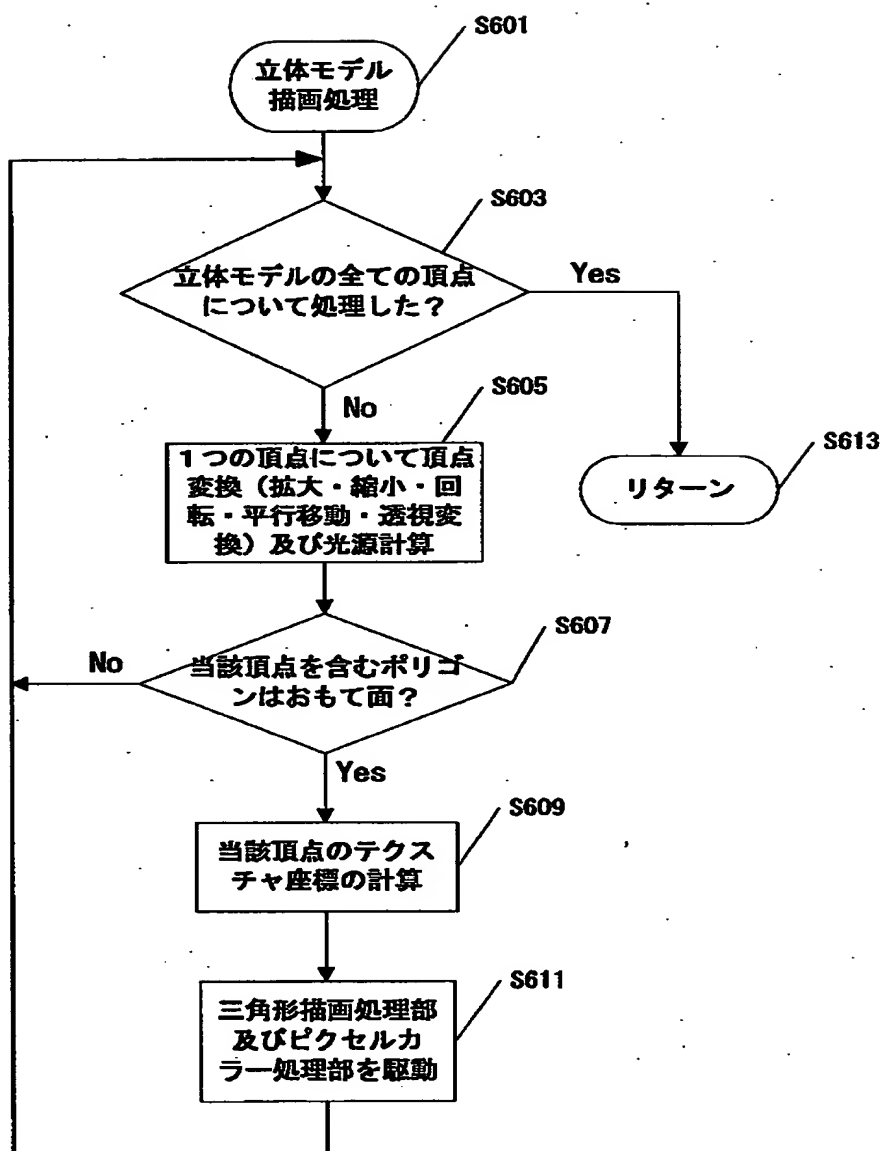 S601
立体モデル
描画処理
S603
立体モデルの全ての頂点
について処理した?
Yes
No
S605
1つの頂点について頂点
変換(拡大・縮小・回
転・平行移動・透視変
換)及び光源計算
S613
リターン
S607
当該頂点を含むポリゴ
ンはおもて面?
No
Yes
S609
当該頂点のテクス
チャ座標の計算
S611
三角形描画処理部
及びピクセルカ
ラー処理部を駆動